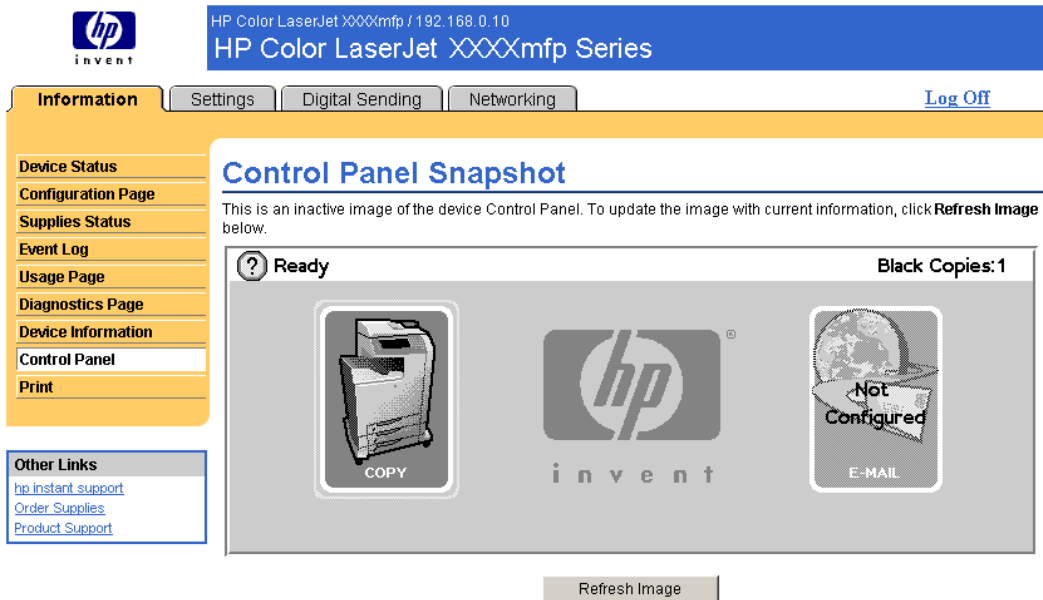 hp
invent
HP Color LaserJet XXXXmfp / 192.168.0.10
HP Color LaserJet XXXXmfp Series
Information
Settings
Digital Sending
Networking
Log Off
Device Status
Configuration Page
Supplies Status
Event Log
Usage Page
Diagnostics Page
Device Information
Control Panel
Print
Other Links
hp instant support
Order Supplies
Product Support
Control Panel Snapshot
This is an inactive image of the device Control Panel. To update the image with current information, click Refresh Image
below.
? Ready
Black Copies:1
COPY
hp®
invent
Not
Configured
E-MAIL
Refresh Image